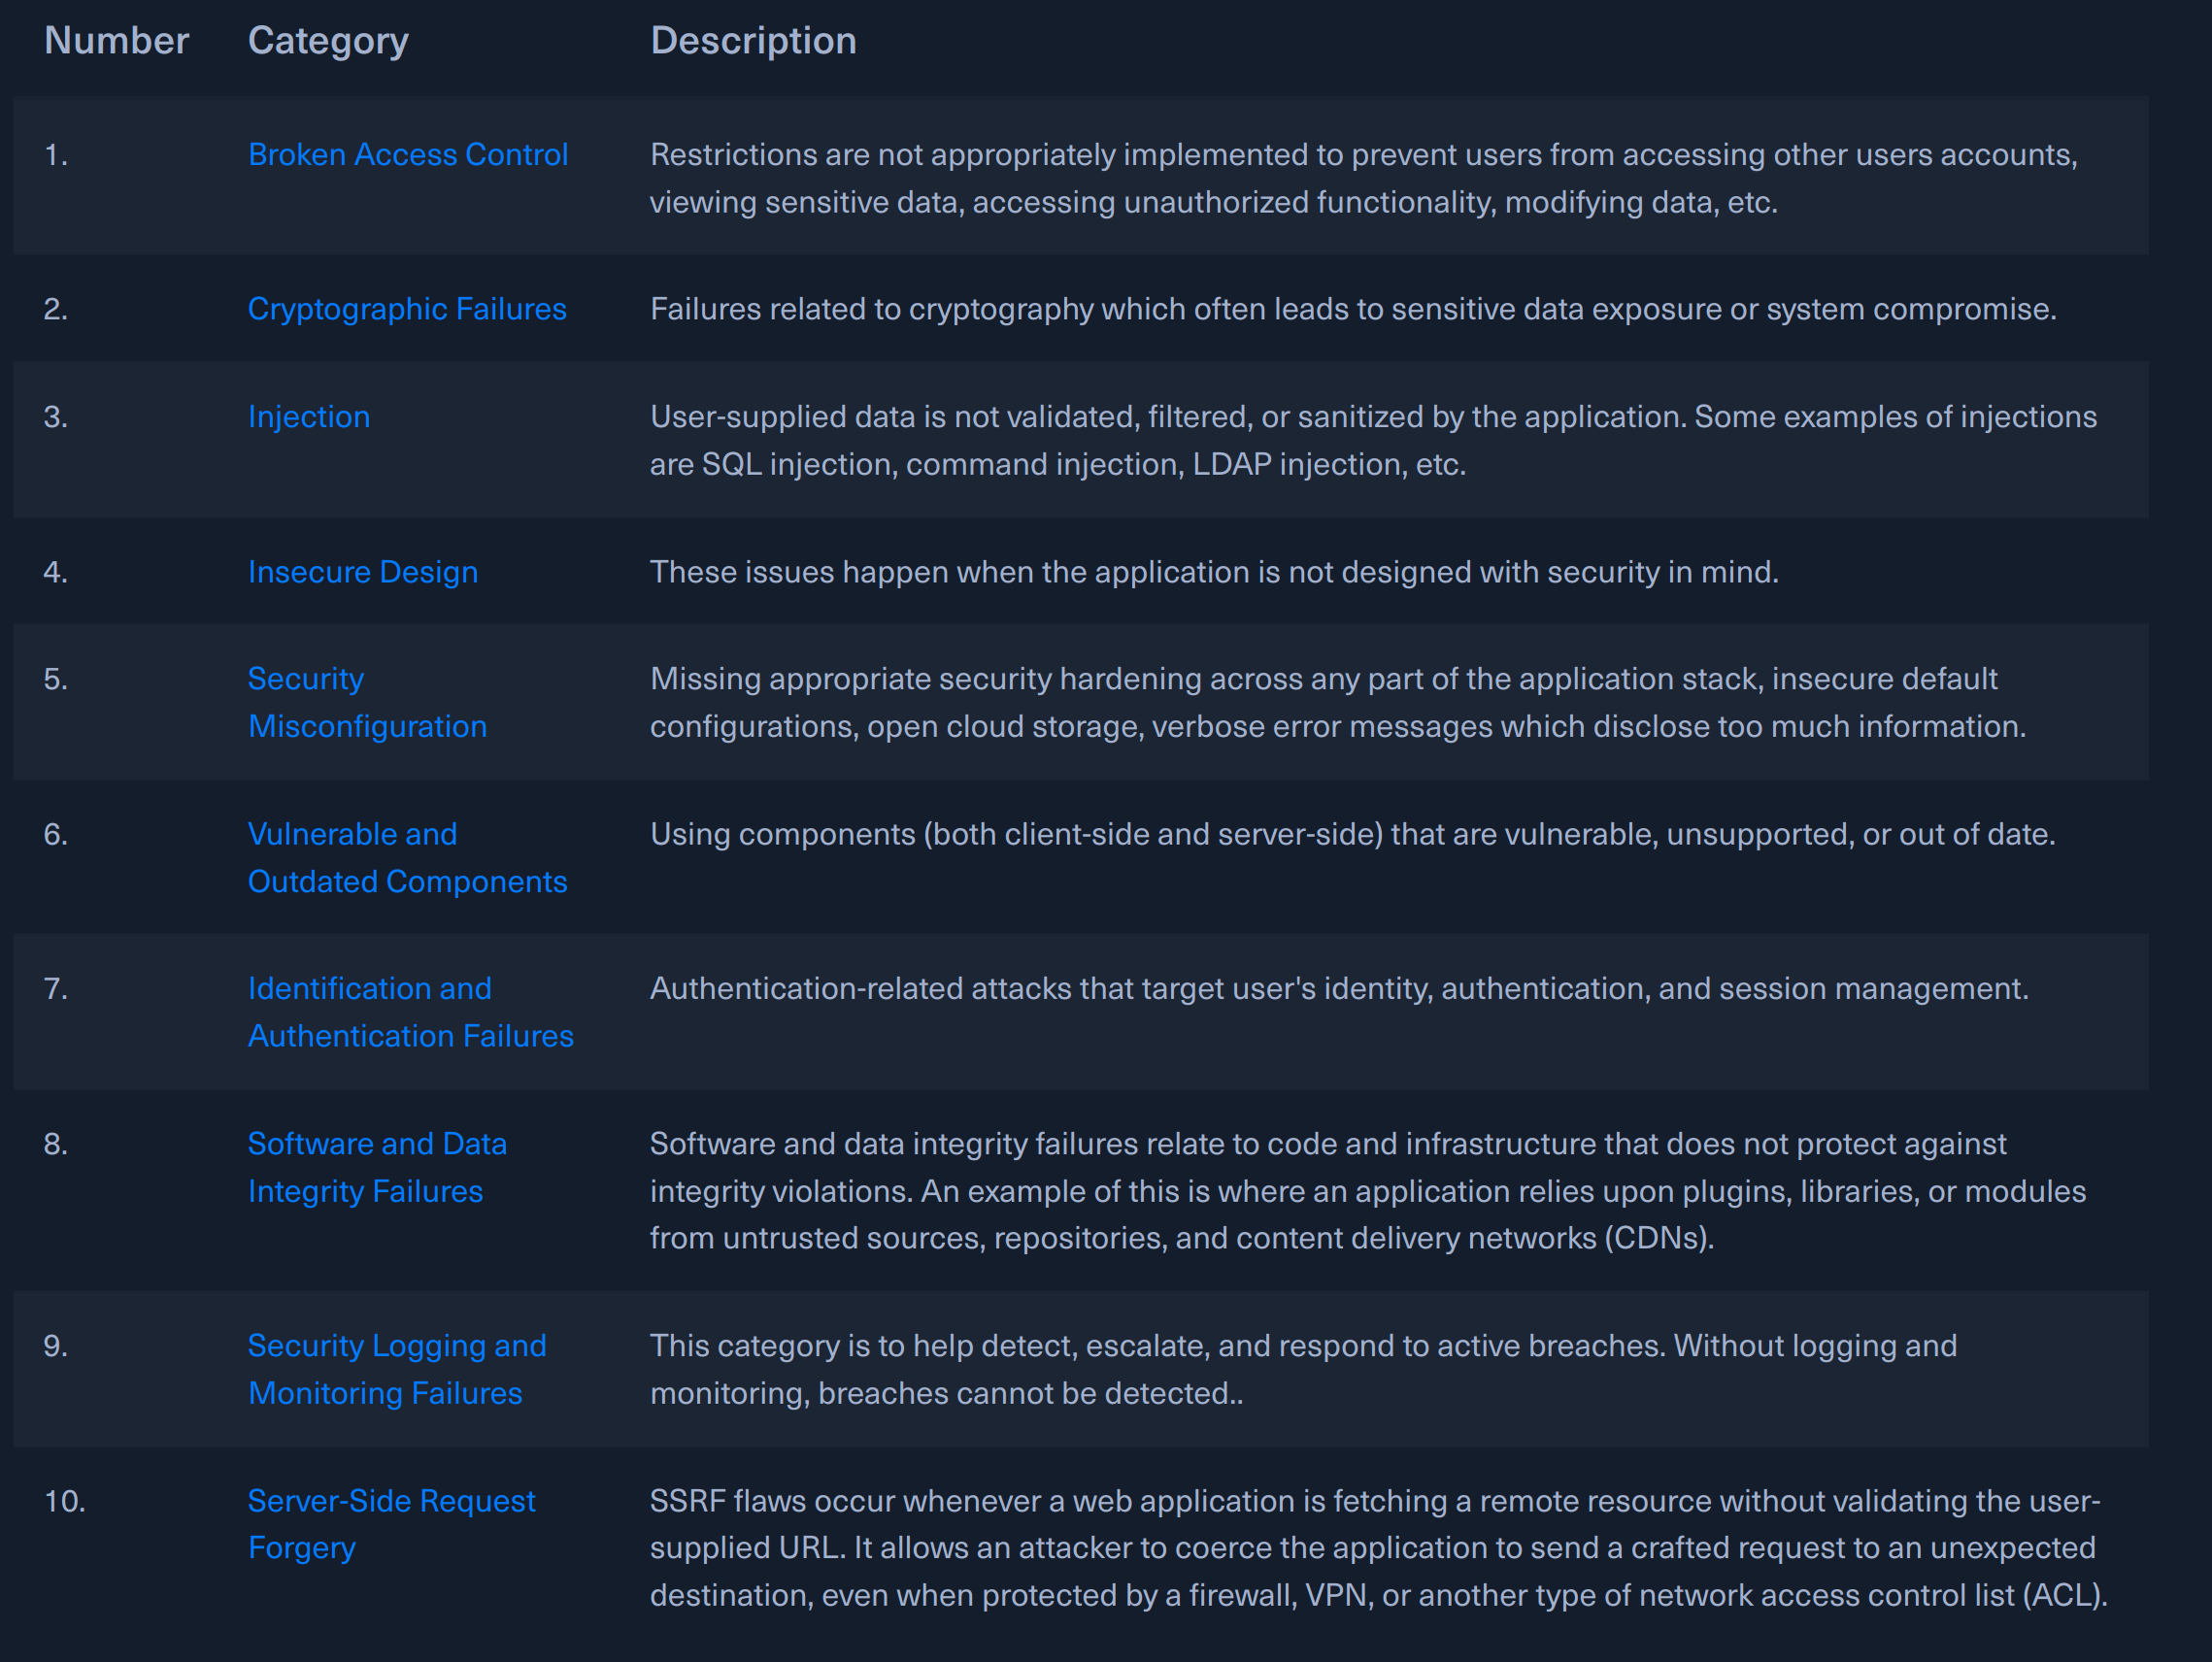 Number Category Description
1. Broken Access Control Restrictions are not appropriately implemented to prevent users from accessing other users accounts,
viewing sensitive data, accessing unauthorized functionality, modifying data, etc.
2. Cryptographic Failures Failures related to cryptography which often leads to sensitive data exposure or system compromise.
3. Injection User-supplied data is not validated, filtered, or sanitized by the application. Some examples of injections
are SQL injection, command injection, LDAP injection, etc.
4. Insecure Design These issues happen when the application is not designed with security in mind.
5. Security Missing appropriate security hardening across any part of the application stack, insecure default
Misconfiguration configurations, open cloud storage, verbose error messages which disclose too much information.
6. Vulnerable and Using components (both client-side and server-side) that are vulnerable, unsupported, or out of date.
Outdated Components
7. Identification and Authentication-related attacks that target user's identity, authentication, and session management.
Authentication Failures
8. Software and Data Software and data integrity failures relate to code and infrastructure that does not protect against
Integrity Failures integrity violations. An example of this is where an application relies upon plugins, libraries, or modules
from untrusted sources, repositories, and content delivery networks (CDNs).
9. Security Logging and This category is to help detect, escalate, and respond to active breaches. Without logging and
Monitoring Failures monitoring, breaches cannot be detected..
10. Server-Side Request SSRF flaws occur whenever a web application is fetching a remote resource without validating the user-
Forgery supplied URL. It allows an attacker to coerce the application to send a crafted request to an unexpected
destination, even when protected by a firewall, VPN, or another type of network access control list (ACL).